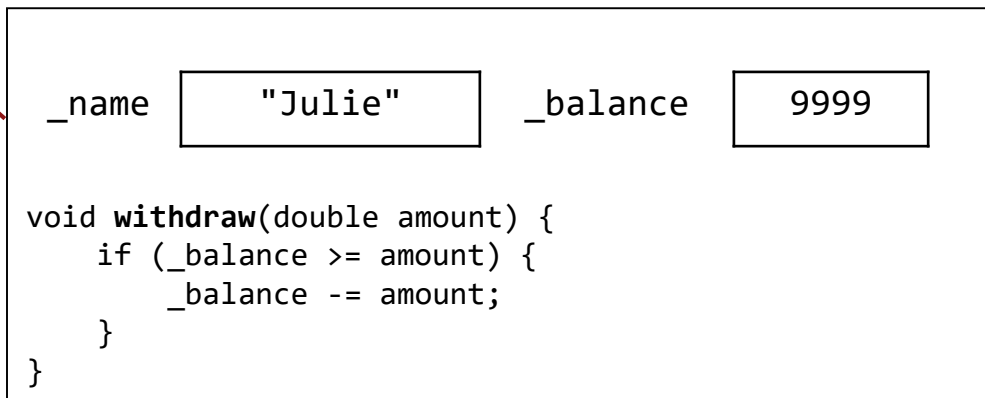 _name "Julie" _balance 9999
void withdraw(double amount) {
    if (_balance >= amount) {
        _balance -= amount;
    }
}